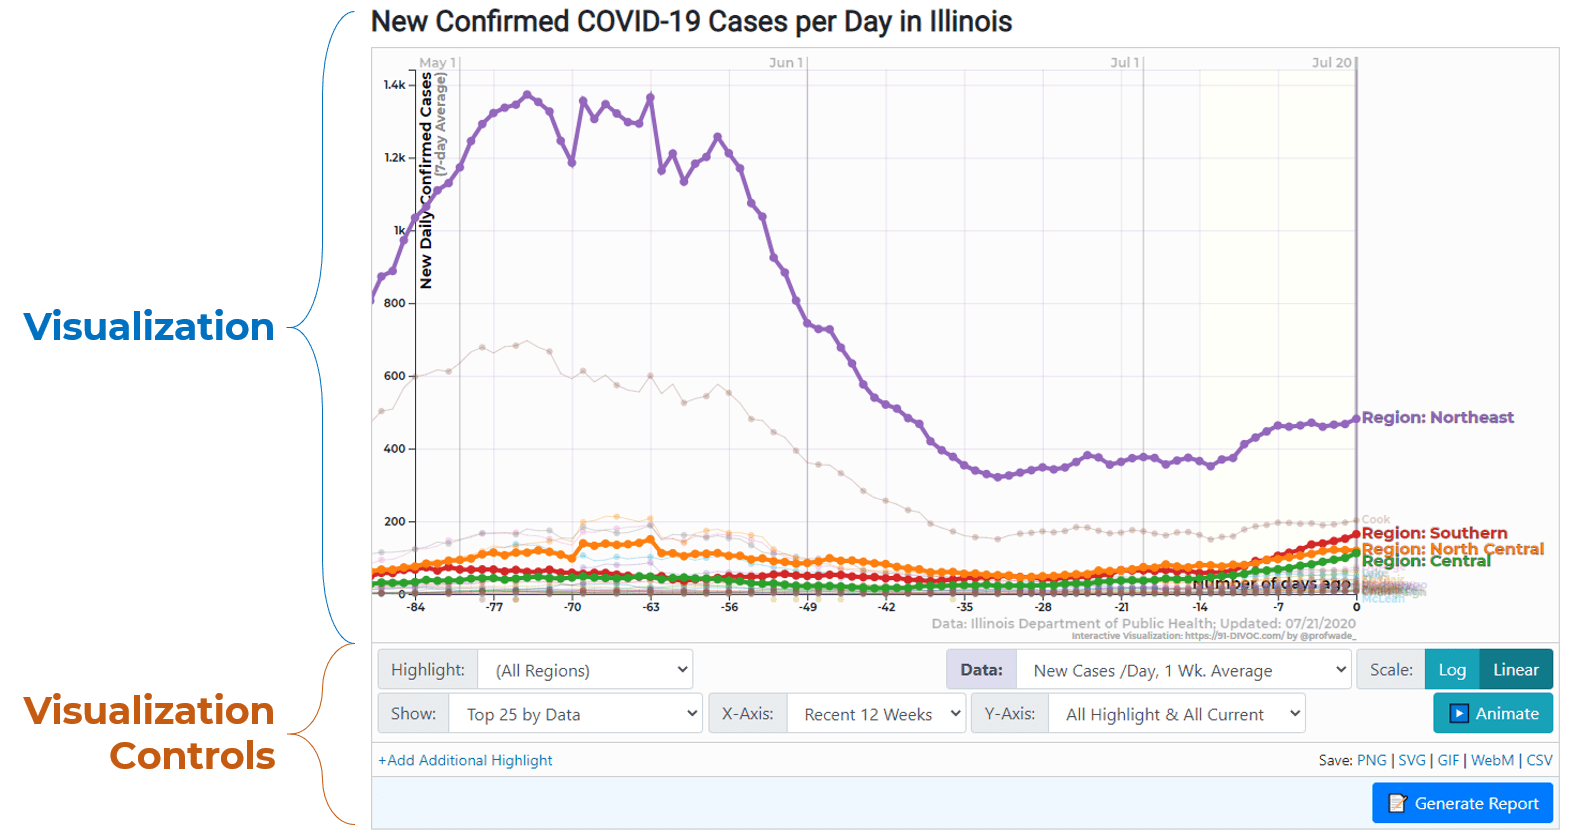 New Confirmed COVID-19 Cases per Day in Illinois
May 1
Jun 1
Jul 1
Jul 20
New Daily Confirmed Cases
(7-day Average)
1.4k
1.2k
1k
800
600
400
200
0
Visualization
Region: Northeast
Cook
Region: Southern
Region: North Central
Region: Central
McLean
Number of days ago
-84 -77 -70 -63 -56 -49 -42 -35 -28 -21 -14 -7 0
Data: Illinois Department of Public Health; Updated: 07/21/2020
Interactive Visualization: https://91-DIVOC.com/ by @profwade_
Visualization
Controls
Highlight: (All Regions) Data: New Cases /Day, 1 Wk. Average Scale: Log Linear
Show: Top 25 by Data X-Axis: Recent 12 Weeks Y-Axis: All Highlight & All Current Animate
+Add Additional Highlight Save: PNG | SVG | GIF | WebM | CSV
Generate Report